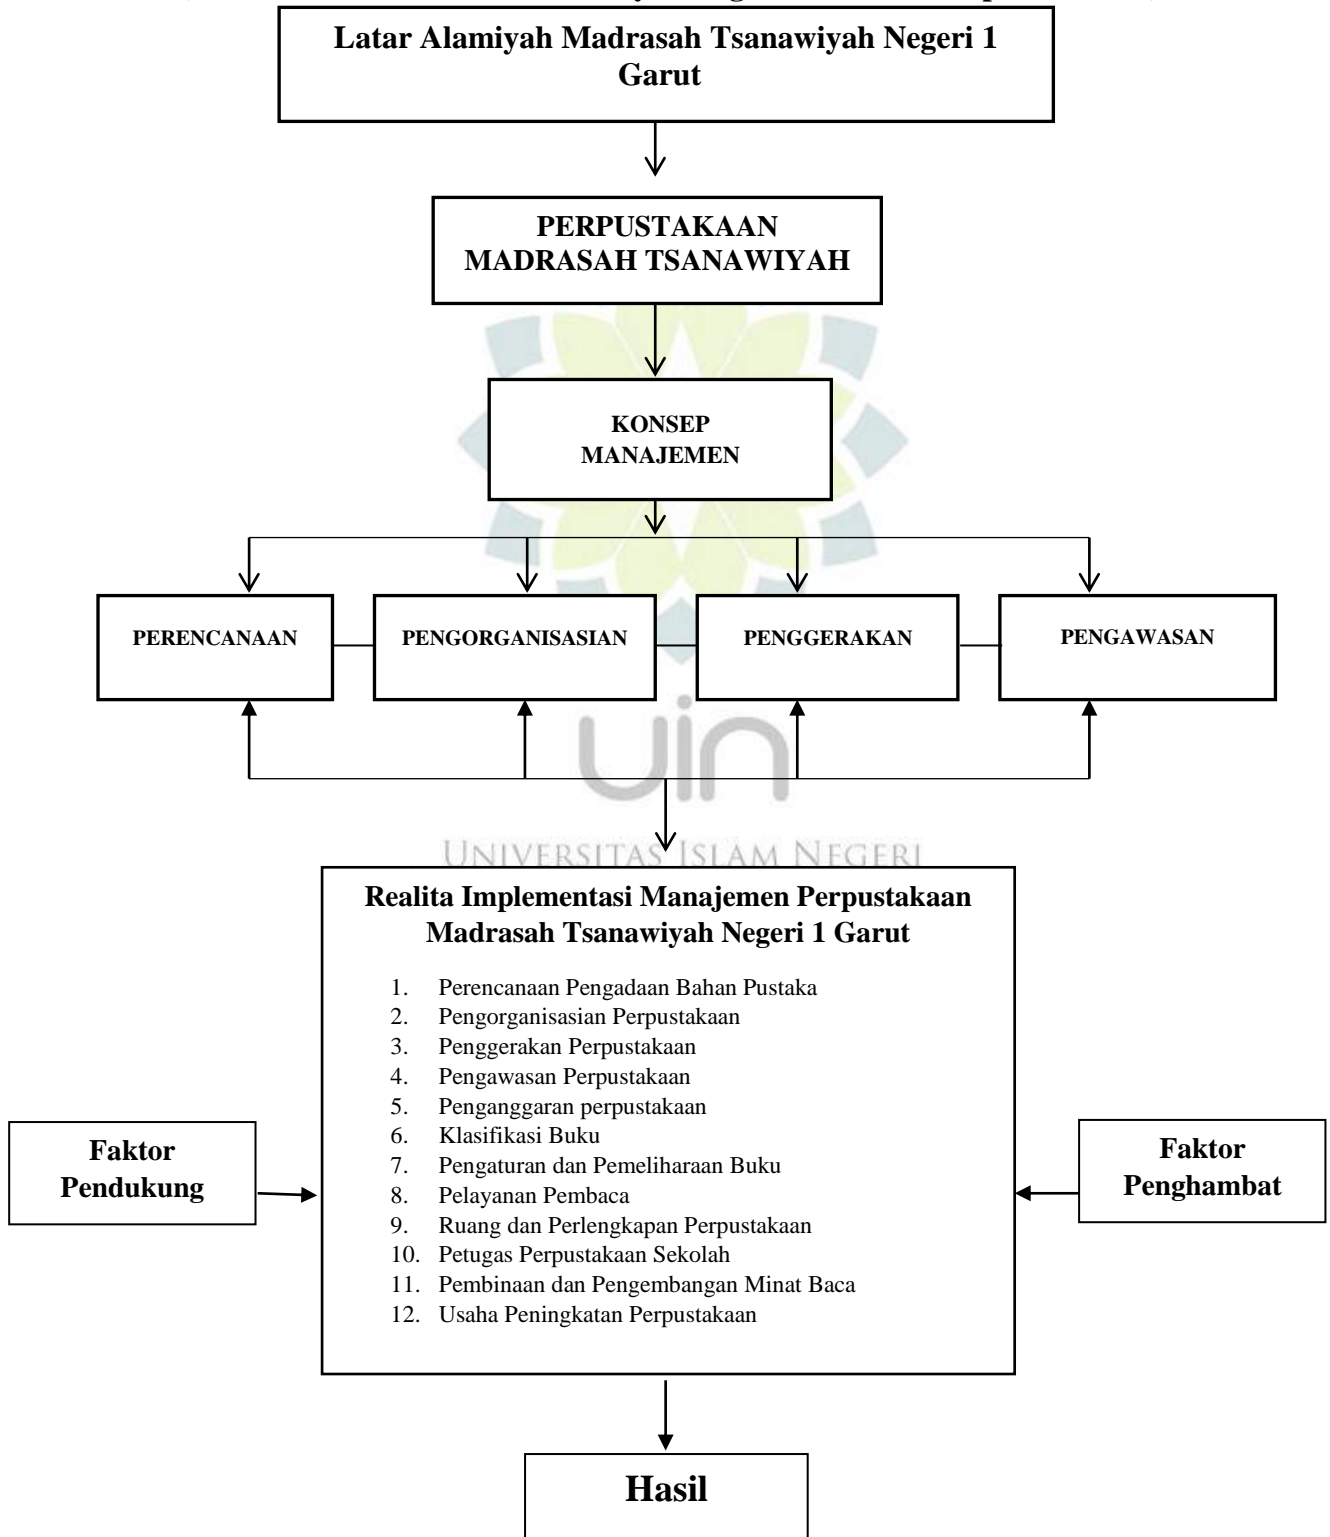 Latar Alamiyah Madrasah Tsanawiyah Negeri 1
Garut
PERPUSTAKAAN
MADRASAH TSANAWIYAH
KONSEP
MANAJEMEN
PERENCANAAN
PENGORGANISASIAN
PENGGERAKAN
PENGAWASAN
uin
UNIVERSITAS ISLAM NEGERI
Realita Implementasi Manajemen Perpustakaan
Madrasah Tsanawiyah Negeri 1 Garut
1. Perencanaan Pengadaan Bahan Pustaka
2. Pengorganisasian Perpustakaan
3. Penggerakan Perpustakaan
4. Pengawasan Perpustakaan
5. Penganggaran perpustakaan
6. Klasifikasi Buku
7. Pengaturan dan Pemeliharaan Buku
8. Pelayanan Pembaca
9. Ruang dan Perlengkapan Perpustakaan
10. Petugas Perpustakaan Sekolah
11. Pembinaan dan Pengembangan Minat Baca
12. Usaha Peningkatan Perpustakaan
Faktor
Pendukung
Faktor
Penghambat
Hasil